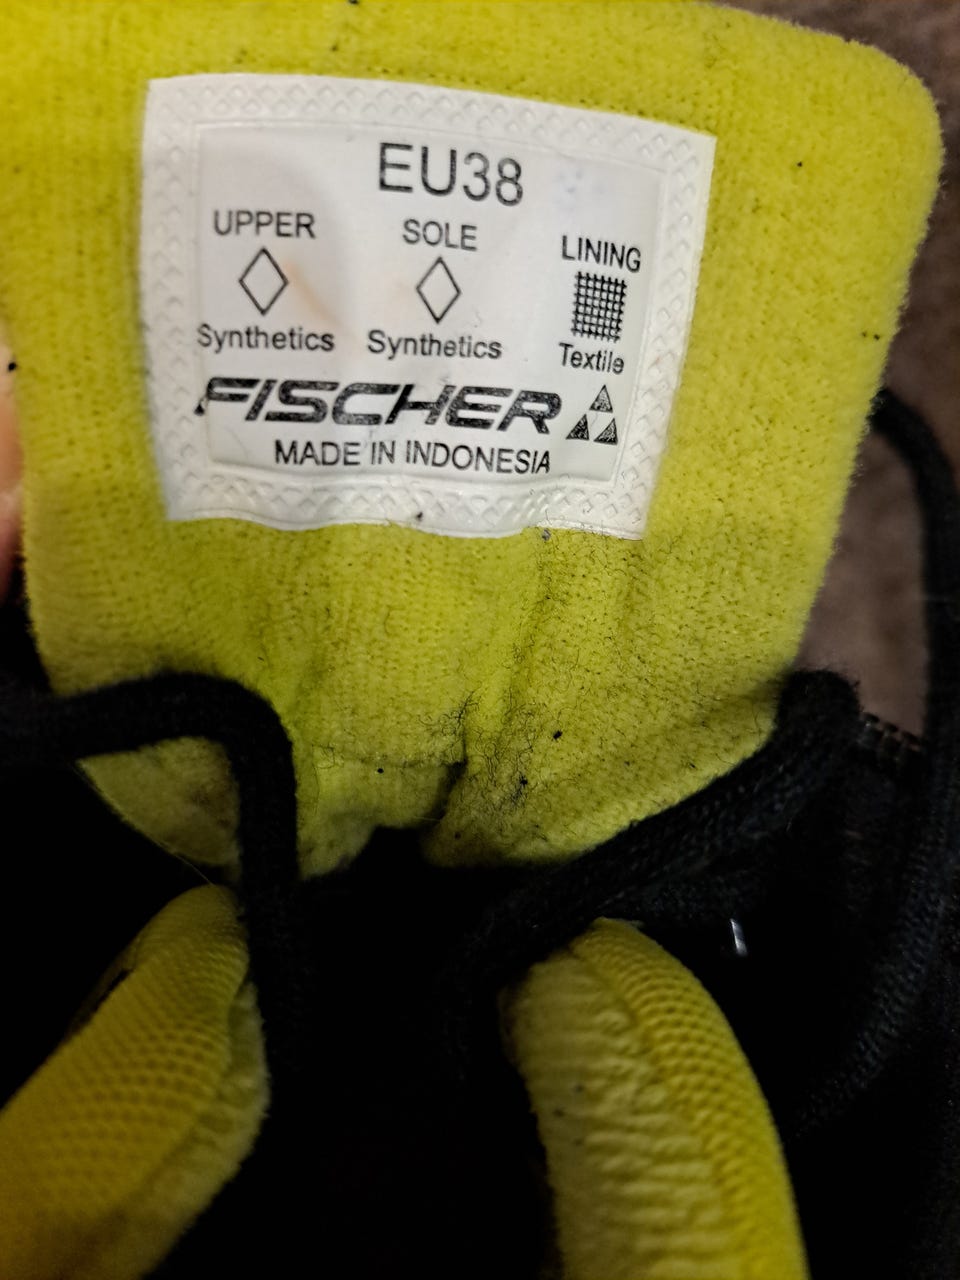 EU38
UPPER SOLE LINING
Synthetics Synthetics Textile
FISCHER
MADE IN INDONESIA